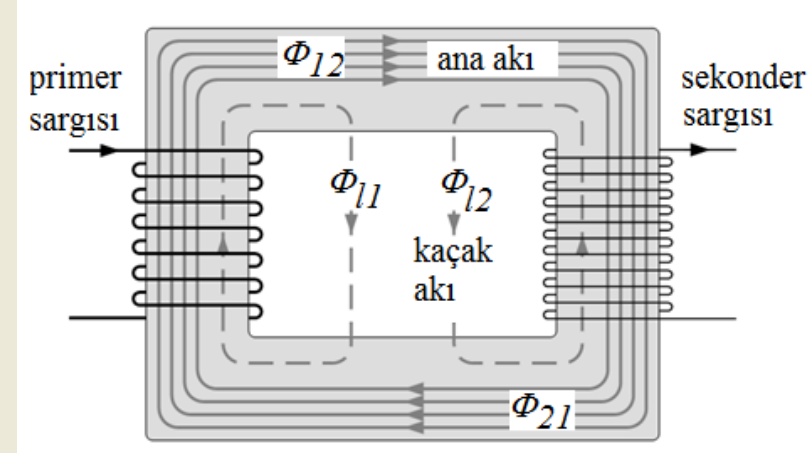 Φ12 ana akı
primer
sargısı
sekonder
sargısı
Φl1 Φl2
kaçak
akı
Φ21